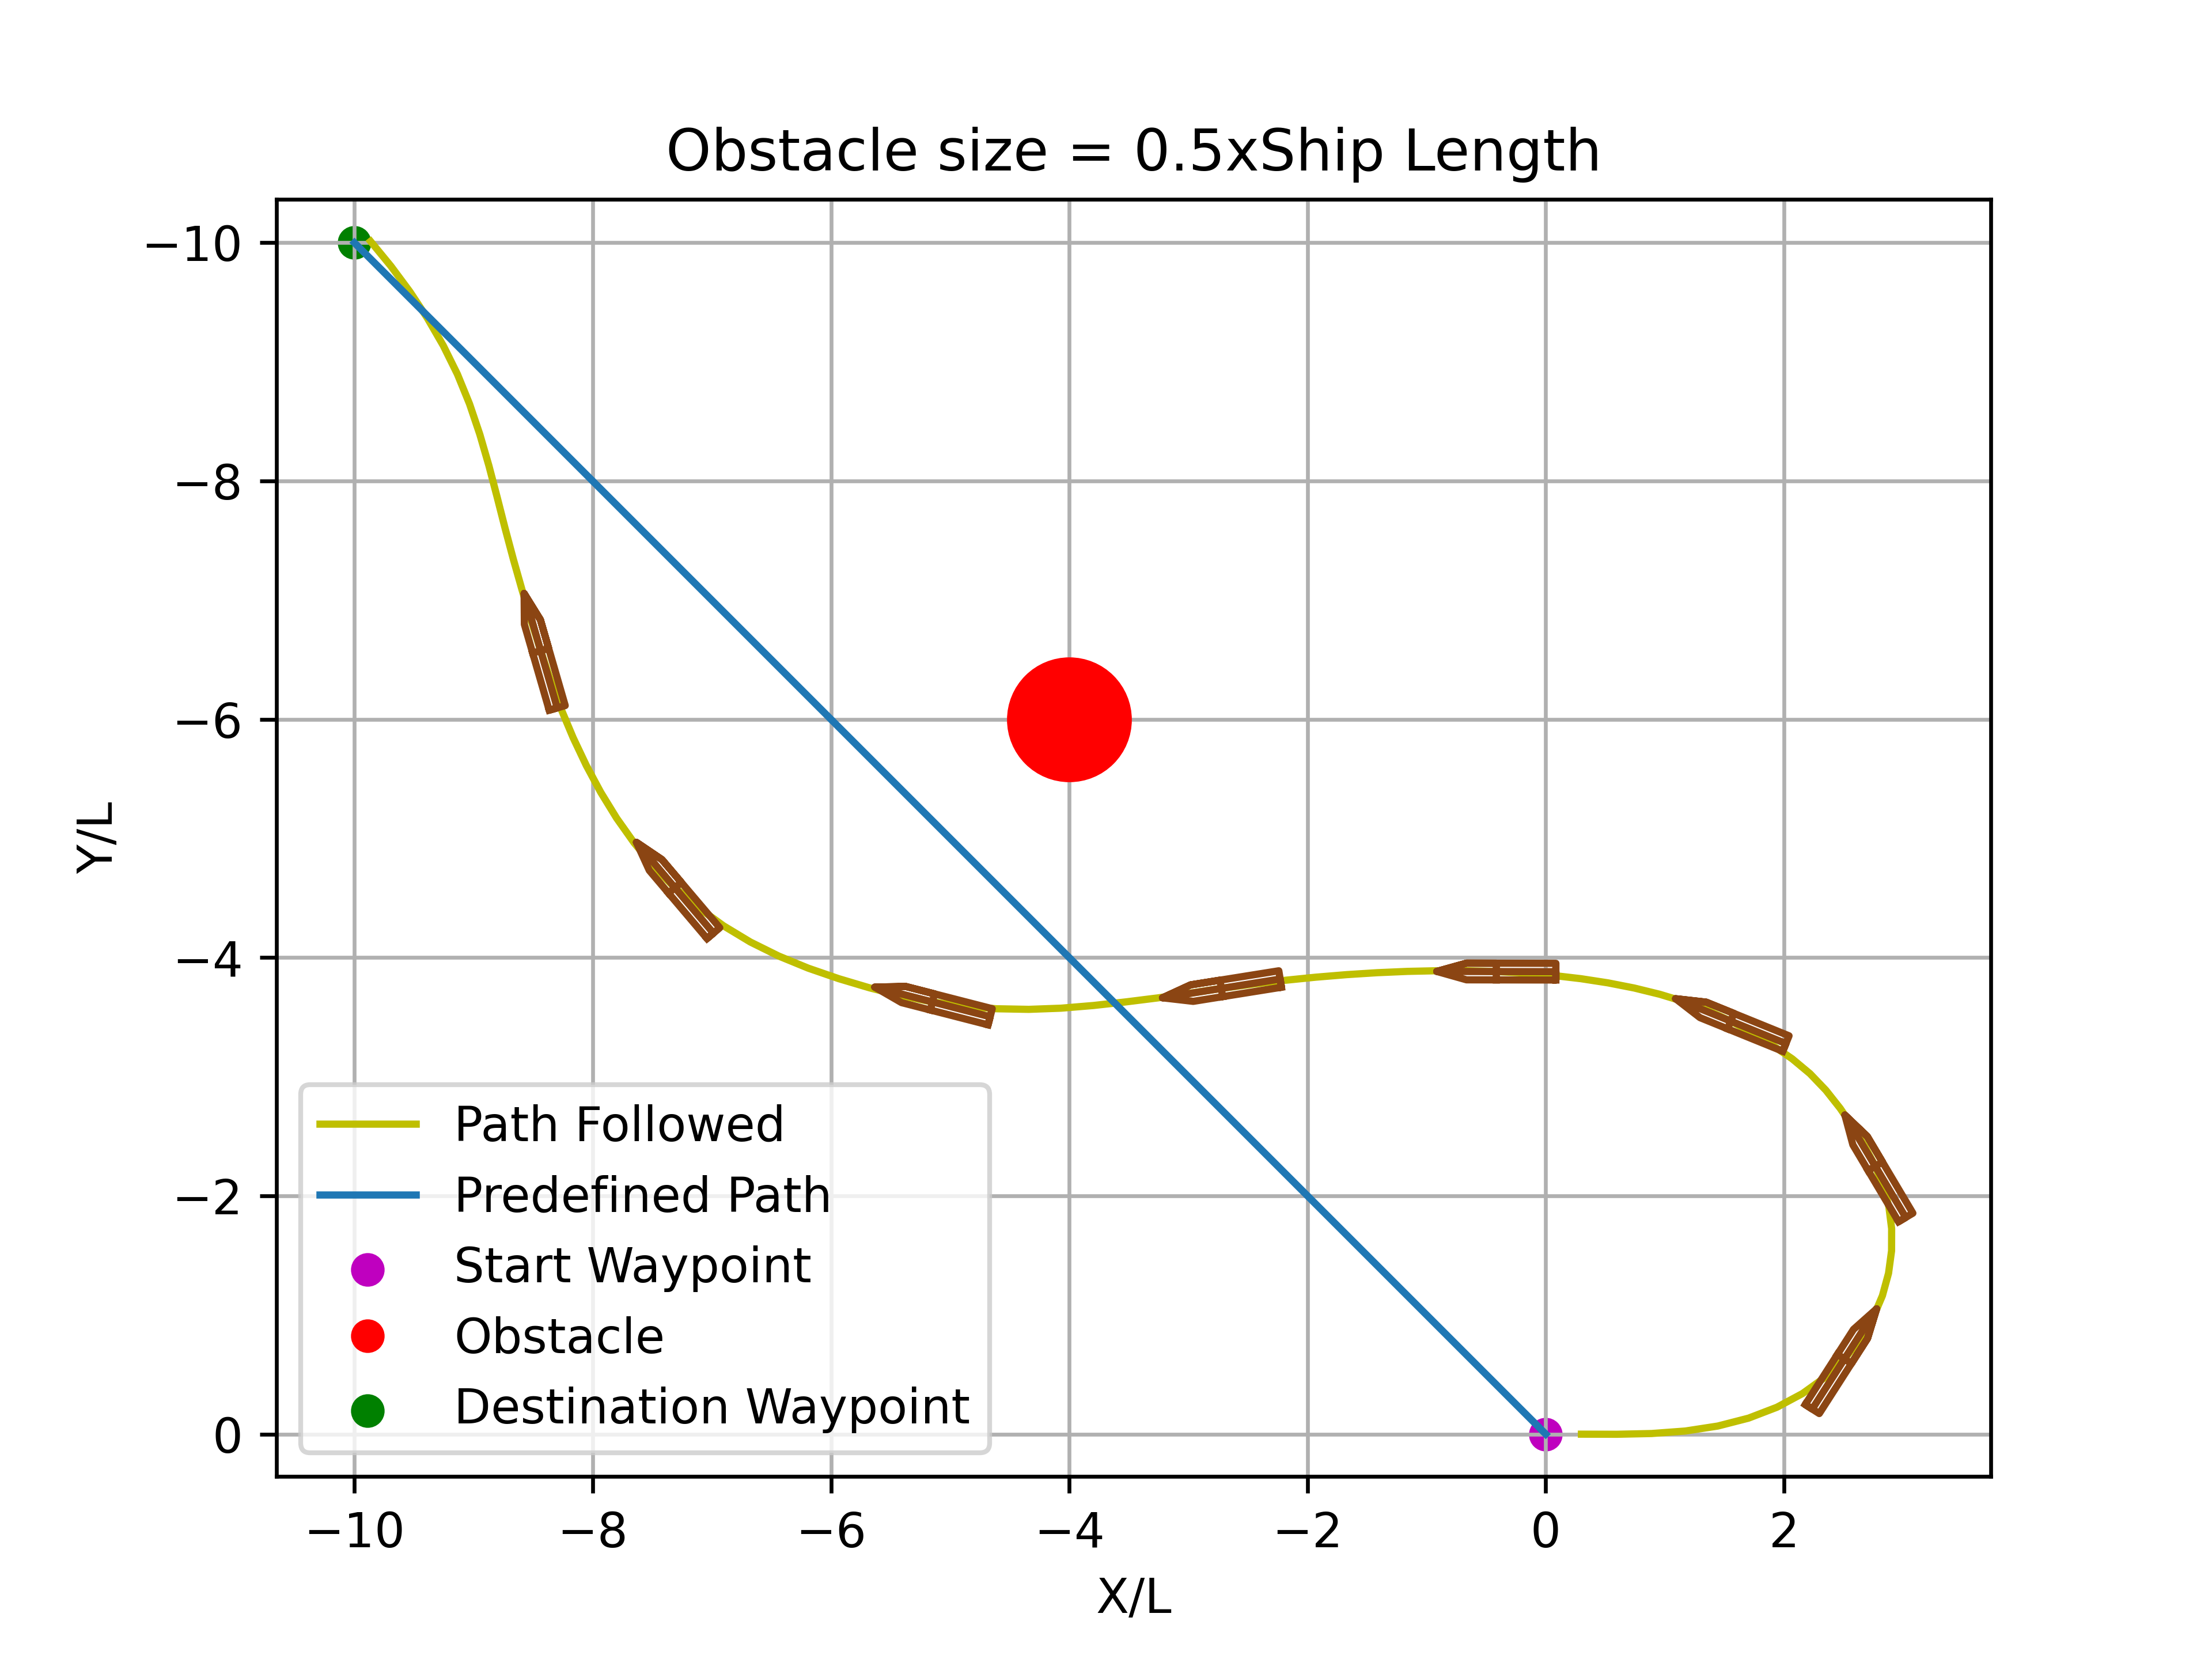 Obstacle size = 0.5xShip Length
−10
−8
−6
−4
−2
0
Y/L
Path Followed
Predefined Path
Start Waypoint
Obstacle
Destination Waypoint
−10 −8 −6 −4 −2 0 2
X/L